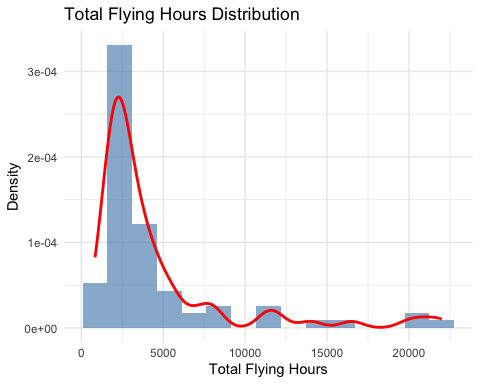 Total Flying Hours Distribution
Density
3e-04
2e-04
1e-04
0e+00
0 5000 10000 15000 20000
Total Flying Hours